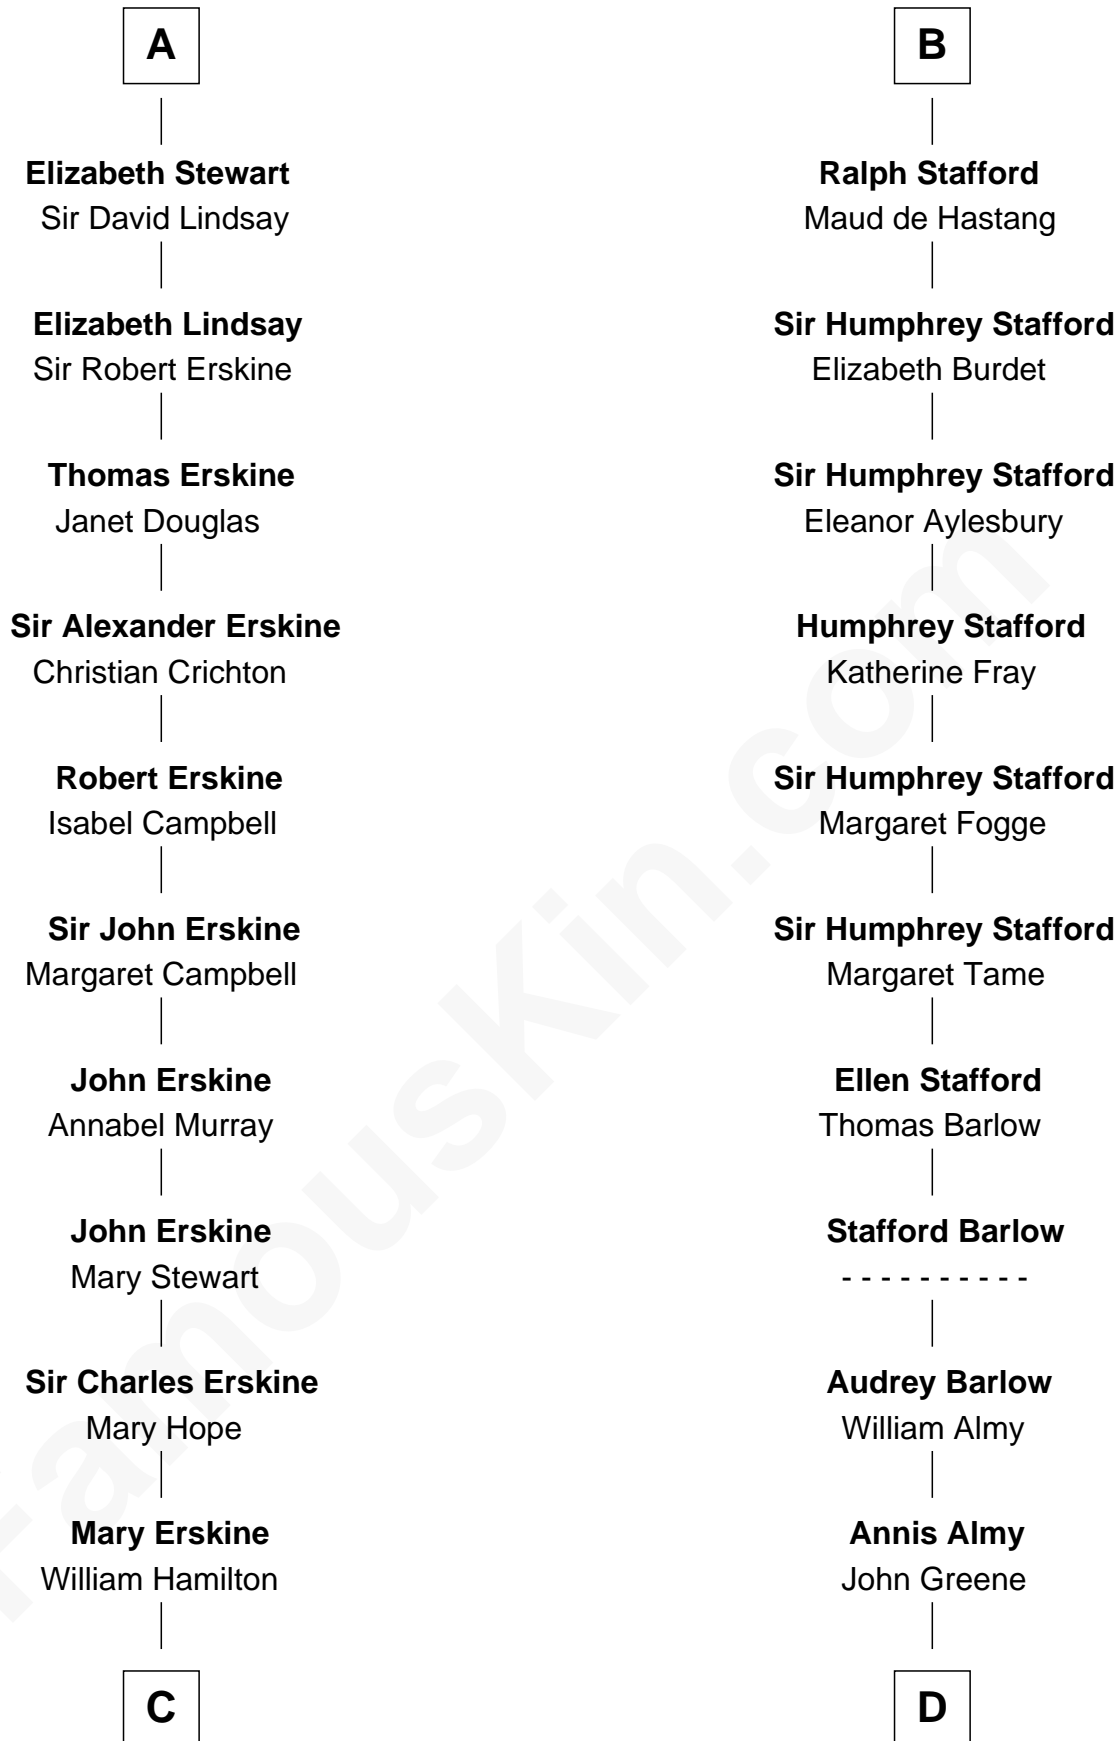 A
Elizabeth Stewart
Sir David Lindsay
Elizabeth Lindsay
Sir Robert Erskine
Thomas Erskine
Janet Douglas
Sir Alexander Erskine
Christian Crichton
Robert Erskine
Isabel Campbell
Sir John Erskine
Margaret Campbell
John Erskine
Annabel Murray
John Erskine
Mary Stewart
Sir Charles Erskine
Mary Hope
Mary Erskine
William Hamilton
C
B
Ralph Stafford
Maud de Hastang
Sir Humphrey Stafford
Elizabeth Burdet
Sir Humphrey Stafford
Eleanor Aylesbury
Humphrey Stafford
Katherine Fray
Sir Humphrey Stafford
Margaret Fogge
Sir Humphrey Stafford
Margaret Tame
Ellen Stafford
Thomas Barlow
Stafford Barlow
- - - - - - - - - -
Audrey Barlow
William Almy
Annis Almy
John Greene
D
FamousKin.com